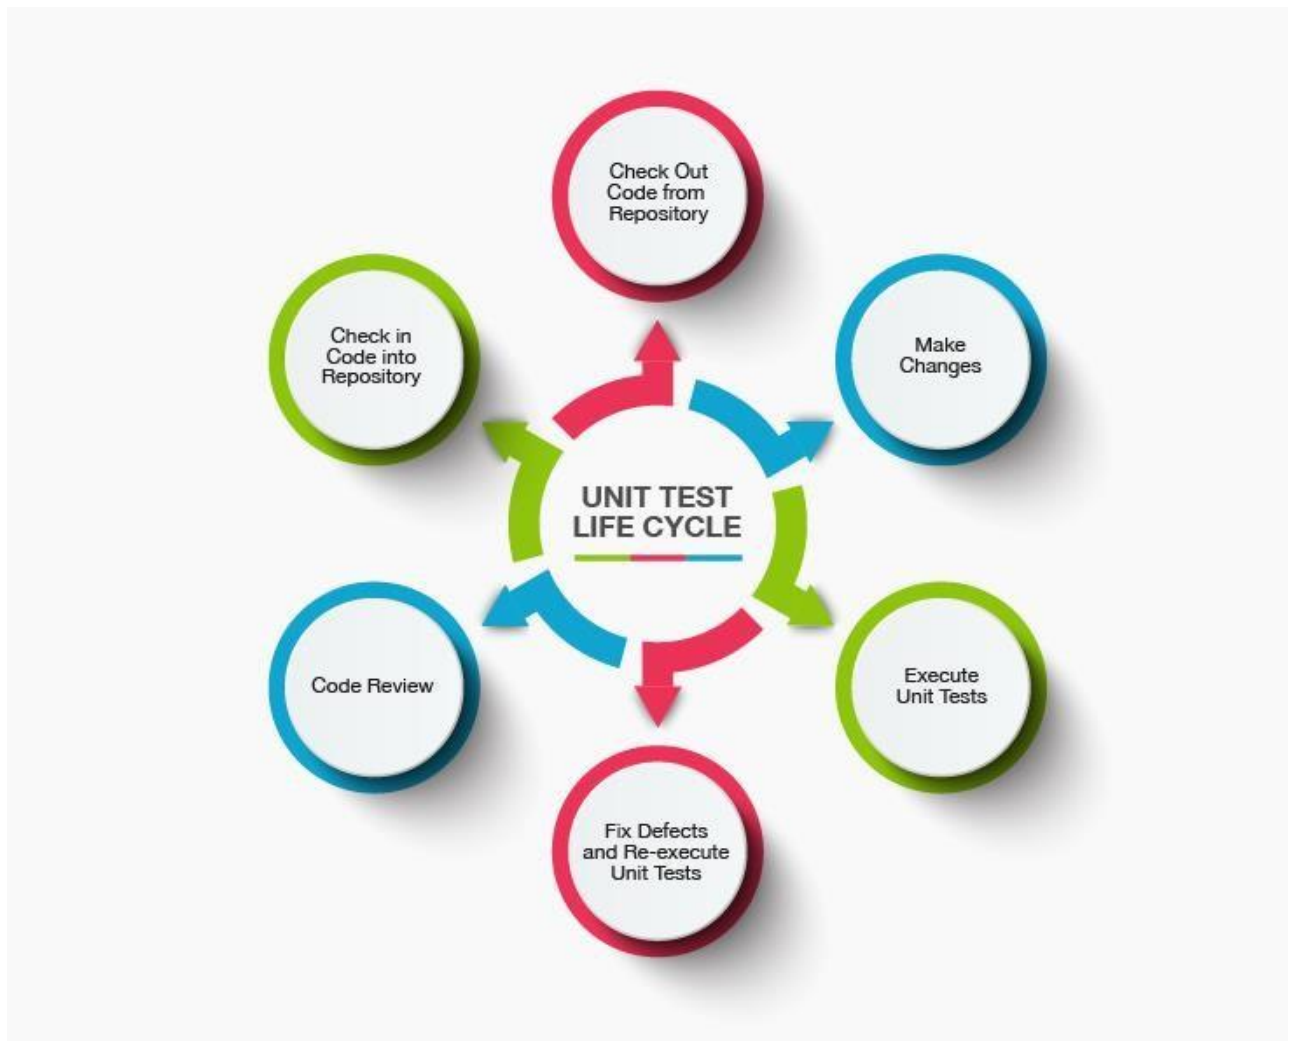 Check Out
Code from
Repository
Make
Changes
Execute
Unit Tests
Fix Defects
and Re-execute
Unit Tests
Code Review
Check in
Code into
Repository
UNIT TEST
LIFE CYCLE